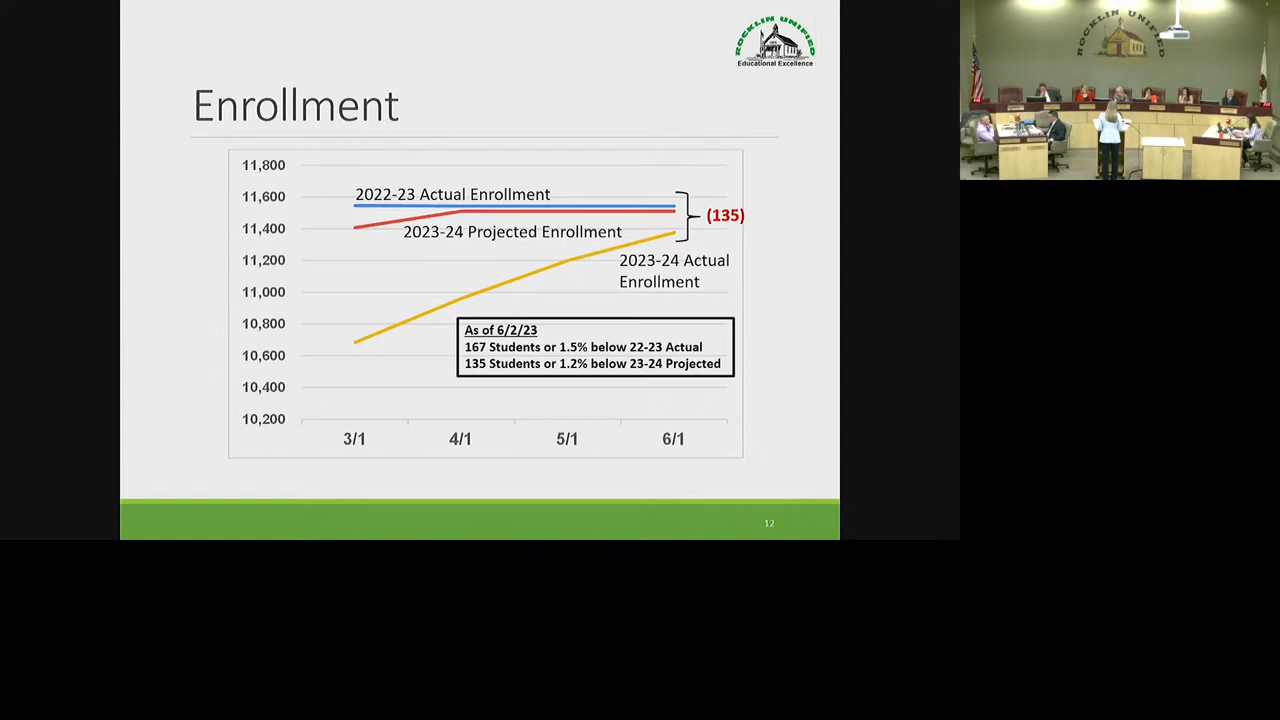 ROCKLIN UNIFIED
Educational Excellence
Enrollment
11,800
11,600
11,400
11,200
11,000
10,800
10,600
10,400
10,200
2022-23 Actual Enrollment
(135)
2023-24 Projected Enrollment
2023-24 Actual
Enrollment
As of 6/2/23
167 Students or 1.5% below 22-23 Actual
135 Students or 1.2% below 23-24 Projected
3/1
4/1
5/1
6/1
12
ROCKLIN UNIFIED